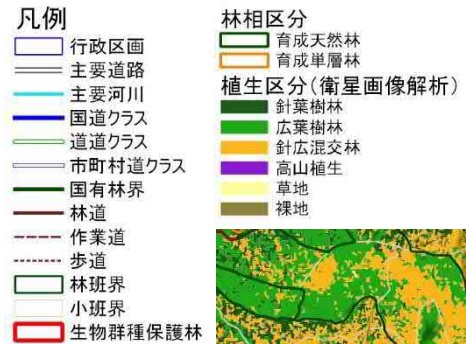 凡例
行政区画
主要道路
主要河川
国道クラス
道道クラス
市町村道クラス
国有林界
林道
作業道
歩道
林班界
小班界
生物群種保護林
林相区分
育成天然林
育成単層林
植生区分(衛星画像解析)
針葉樹林
広葉樹林
針広混交林
高山植生
草地
裸地